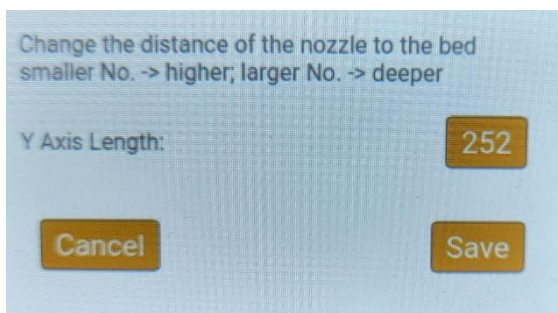 Change the distance of the nozzle to the bed
smaller No. -> higher; larger No. -> deeper
Y Axis Length:
252
Cancel
Save